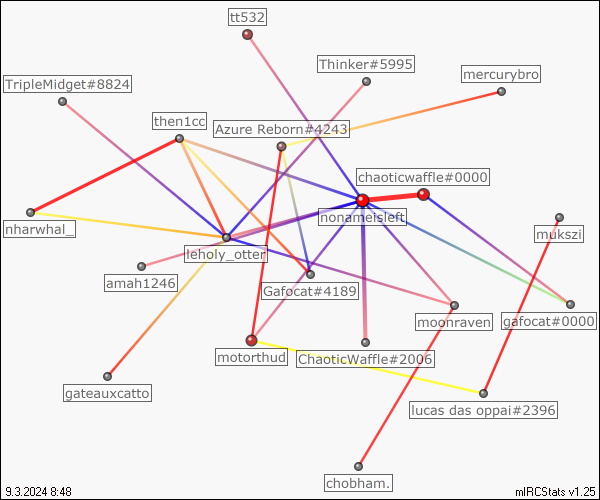 tt532
Thinker#5995
mercurybro
TripleMidget#8824
then1cc
Azure Reborn#4243
chaoticwaffle#0000
nonameisleft
nharwhal_
mukszi
leholy_otter
amah1246
Gafocat#4189
moonraven
gafocat#0000
motorthud
ChaoticWaffle#2006
gateauxcatto
lucas das oppai#2396
chobham.
9.3.2024 8:48
mIRCStats v1.25